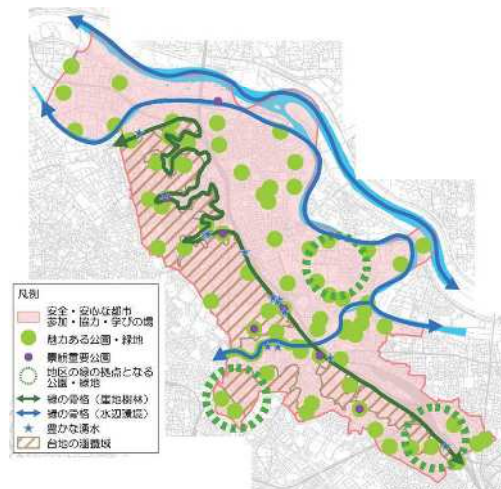 凡例
安全・安心な都市
参加・協力・学びの場
魅力ある公園・緑地
景観重要公園
地区の緑の拠点となる
公園・緑地
緑の骨格（崖地樹林）
緑の骨格（水辺環境）
豊かな湧水
台地の涵養域